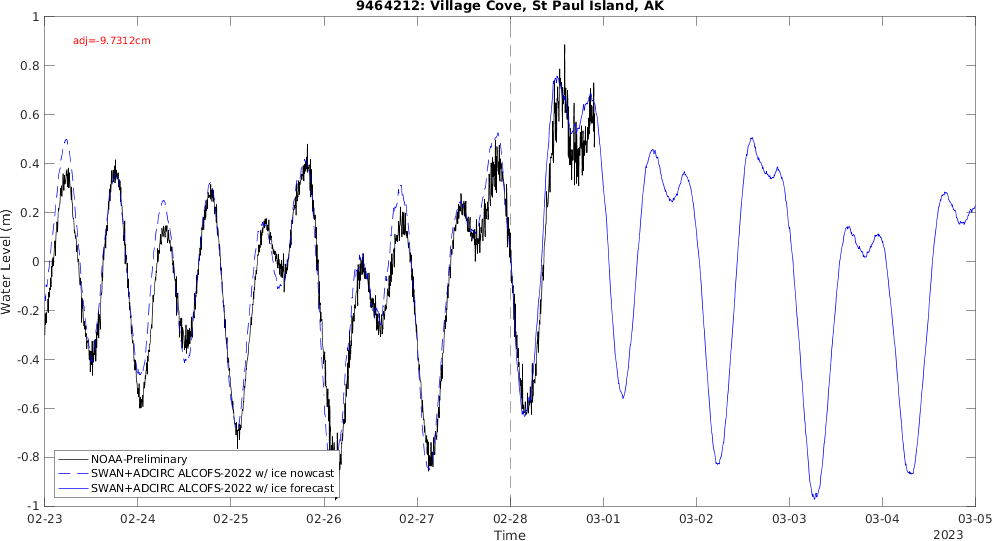 9464212: Village Cove, St Paul Island, AK
adj=-9.7312cm
Water Level (m)
1
0.8
0.6
0.4
0.2
0
-0.2
-0.4
-0.6
-0.8
-1
NOAA-Preliminary
SWAN+ADCIRC ALCOFS-2022 w/ ice nowcast
SWAN+ADCIRC ALCOFS-2022 w/ ice forecast
02-23 02-24 02-25 02-26 02-27 02-28 03-01 03-02 03-03 03-04 03-05
Time
2023